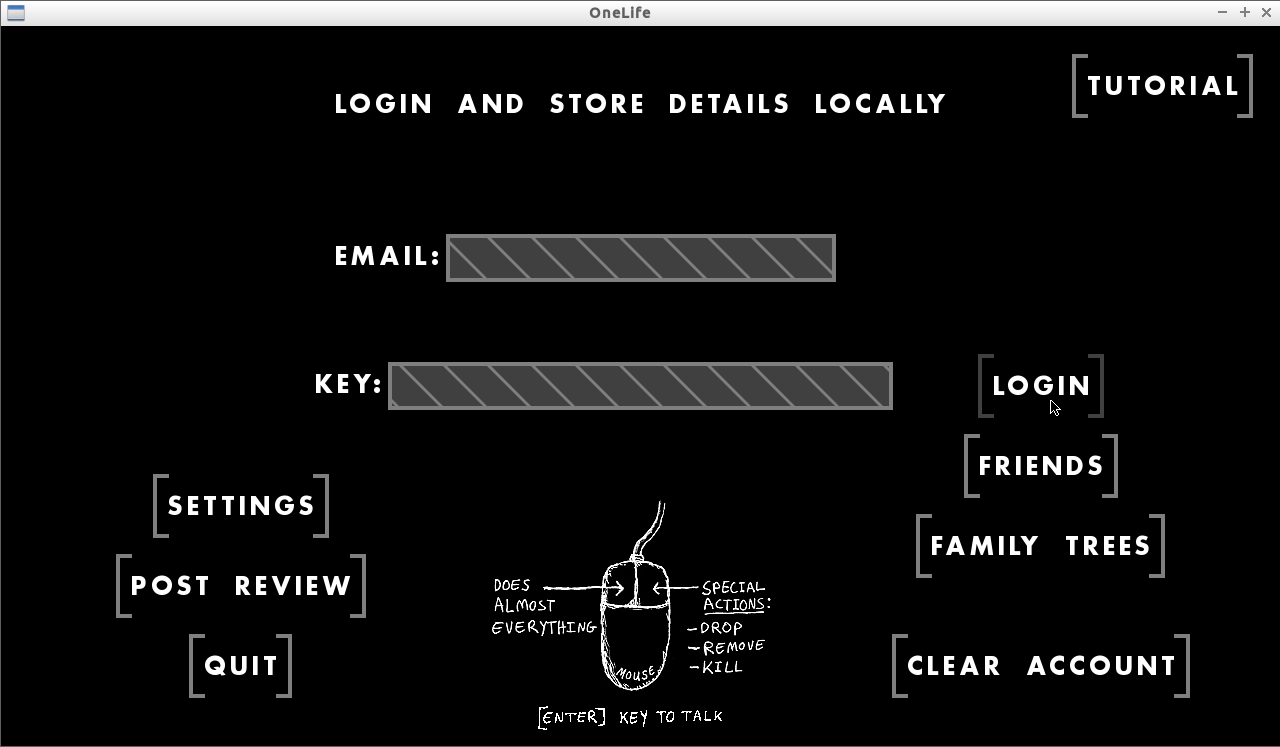 OneLife
TUTORIAL
LOGIN AND STORE DETAILS LOCALLY
EMAIL:
KEY:
LOGIN
FRIENDS
SETTINGS
FAMILY TREES
POST REVIEW
DOES
ALMOST
EVERYTHING
SPECIAL
ACTIONS:
-DROP
-REMOVE
-KILL
MOUSE
QUIT
CLEAR ACCOUNT
[ENTER] KEY TO TALK